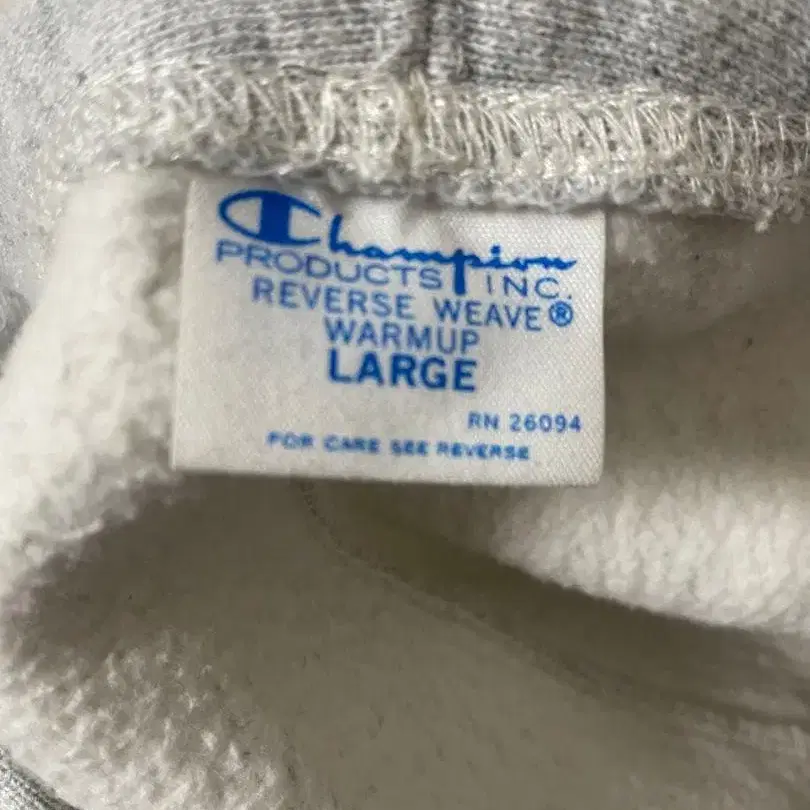 Champion
PRODUCTS INC.
REVERSE WEAVE®
WARMUP
LARGE
RN 26094
FOR CARE SEE REVERSE